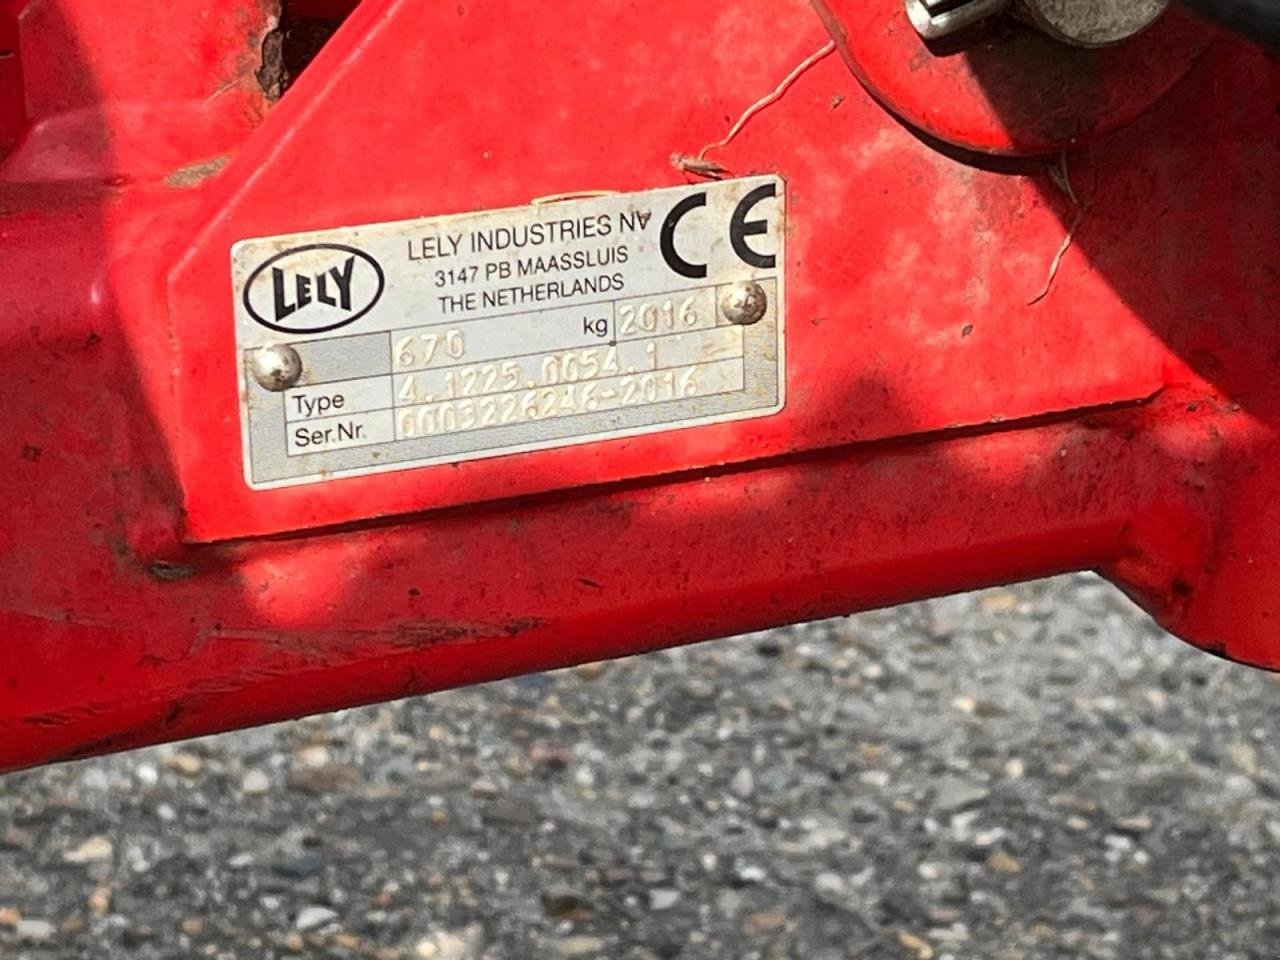 LELY
LELY INDUSTRIES NV
3147 PB MAASSLUIS
THE NETHERLANDS
CE
670 kg 2016
Type 4.1225.0054.1
Ser.Nr. 0003226246-2016